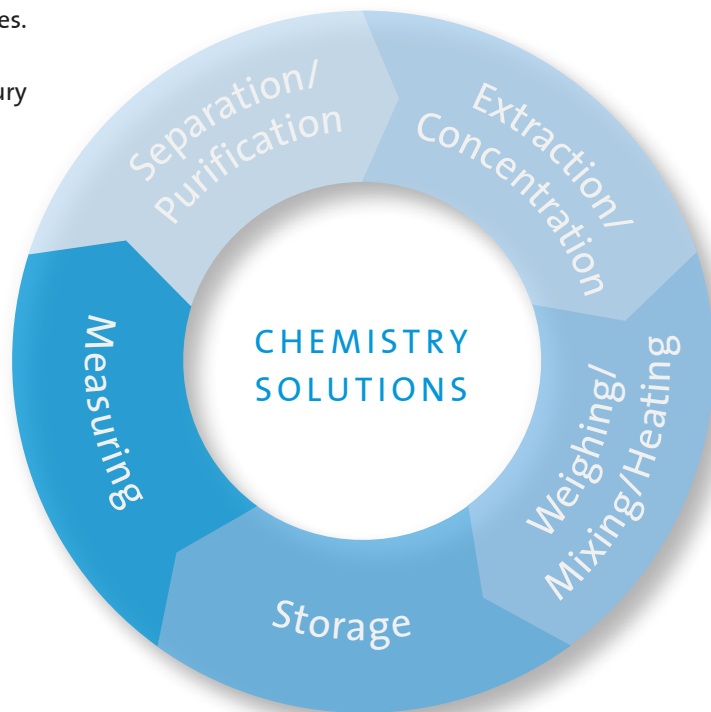 es.
ury
Separation/
Purification
Extraction/
Concentration
Weighing/
Mixing/Heating
Storage
Measuring
CHEMISTRY
SOLUTIONS